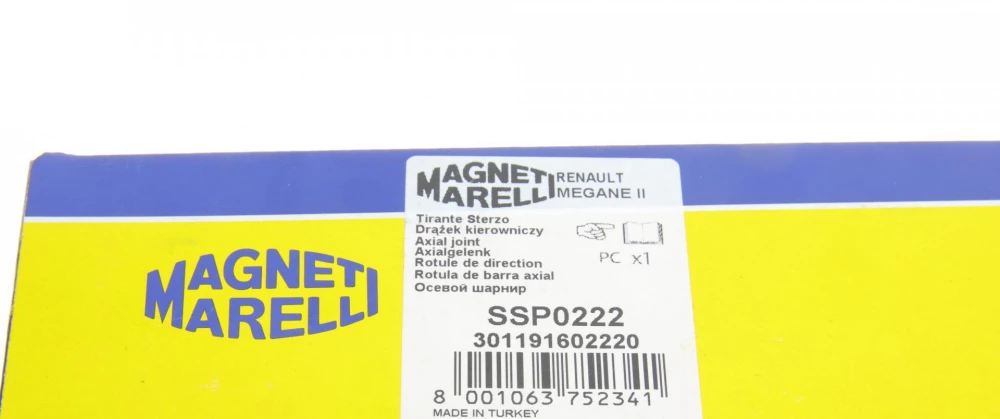 MAGNETI
MARELLI
MAGNETI
MARELLI
RENAULT
MEGANE II
Tirante Sterzo
Drążek kierowniczy
Axial joint
Axialgelenk
Rotule de direction
Rotula de barra axial
Осевой шарнир
PC x1
SSP0222
301191602220
8 001063 752341
MADE IN TURKEY